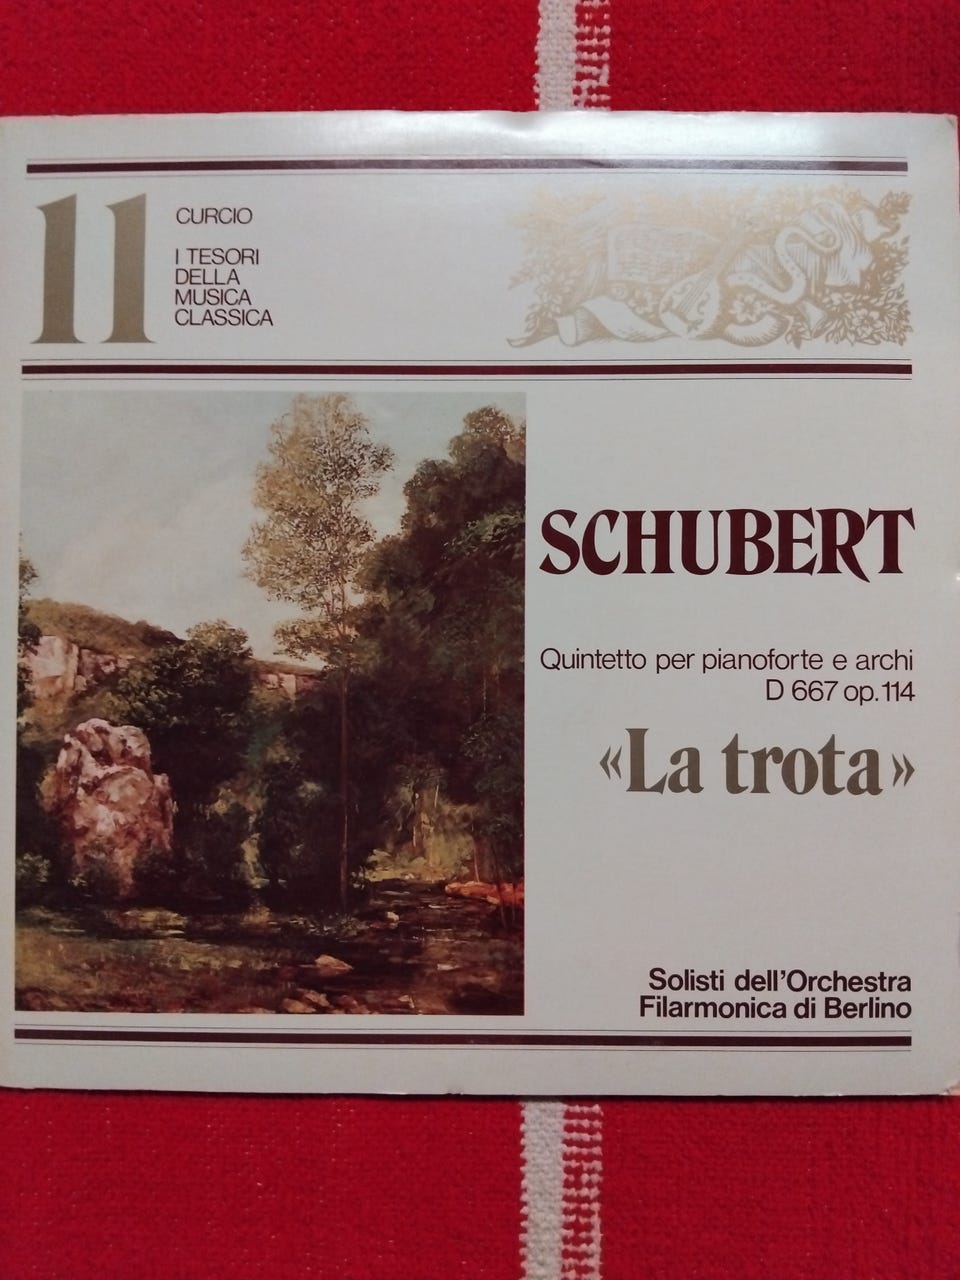 11
CURCIO
I TESORI
DELLA
MUSICA
CLASSICA
SCHUBERT
Quintetto per pianoforte e archi
D 667 op. 114
«La trota»
Solisti dell'Orchestra
Filarmonica di Berlino